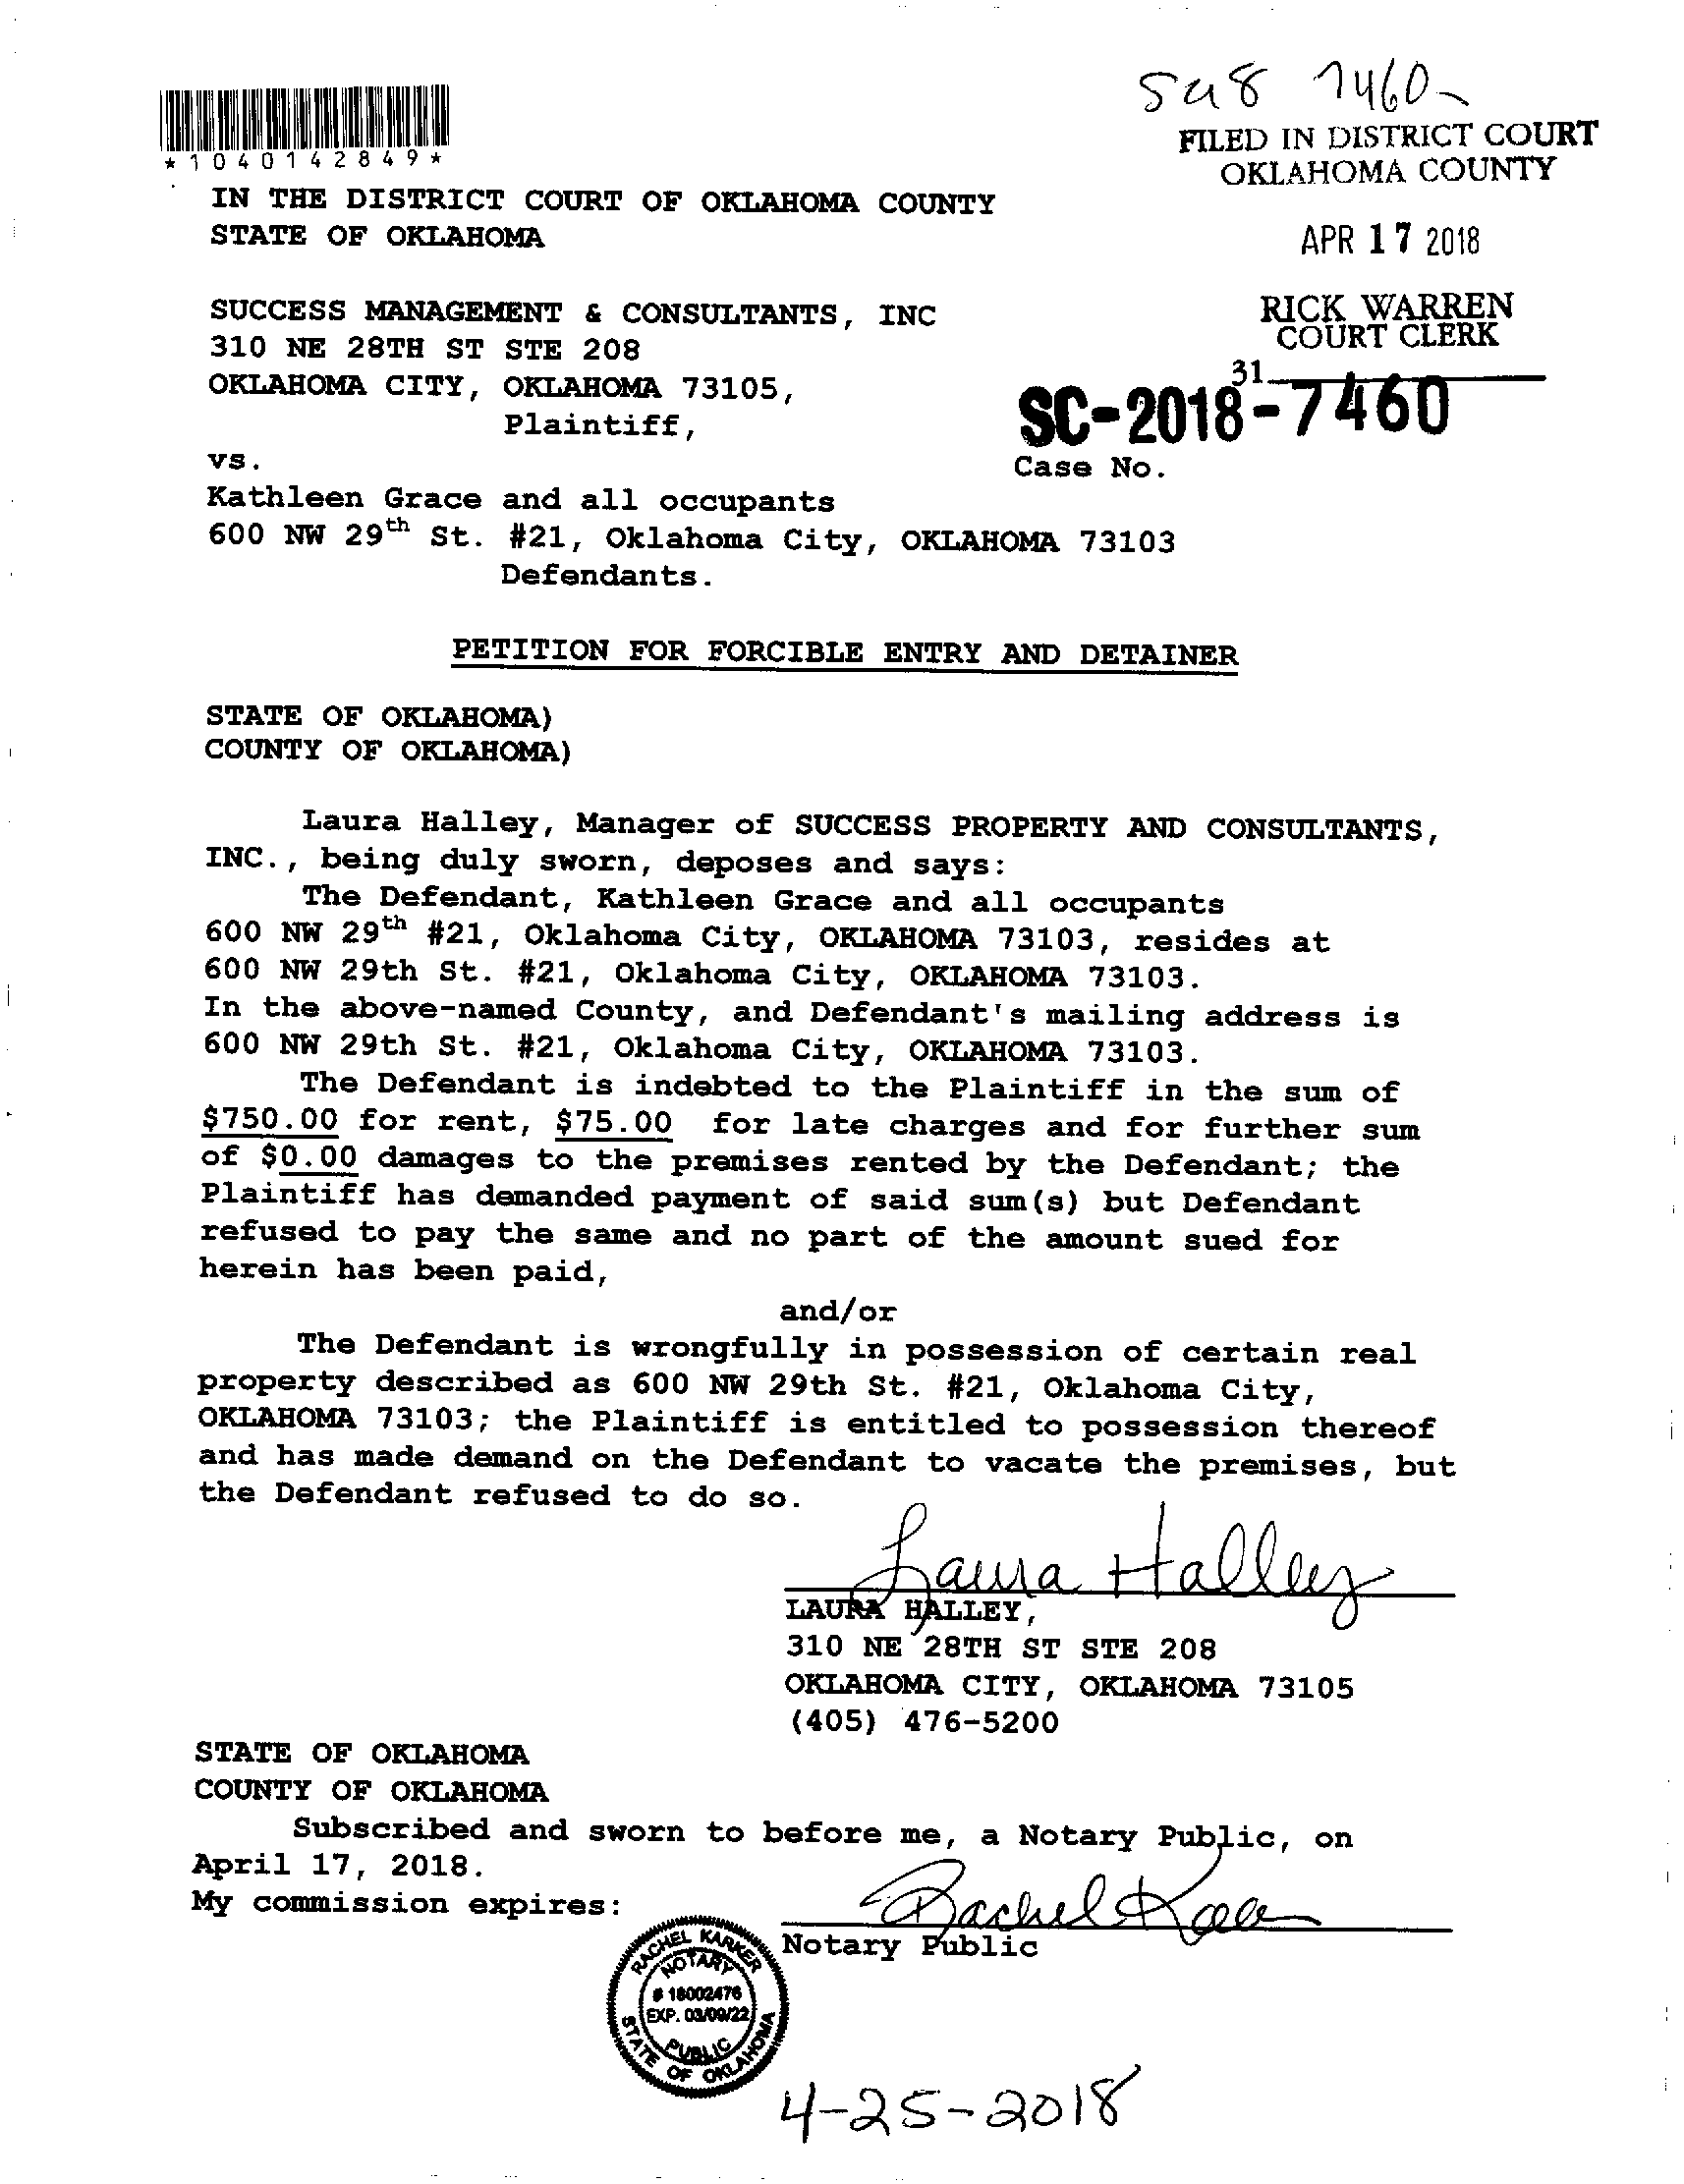 7460
FILED IN DISTRICT COURT
OKLAHOMA COUNTY
*1040142849*
IN THE DISTRICT COURT OF OKLAHOMA COUNTY
STATE OF OKLAHOMA
APR 17 2018
SUCCESS MANAGEMENT & CONSULTANTS, INC
RICK WARREN
COURT CLERK
310 NE 28TH ST STE 208
OKLAHOMA CITY, OKLAHOMA 73105,
31
Plaintiff,
SC-2018-7460
vs.
Case No.
Kathleen Grace and all occupants
600 NW 29th St. #21, Oklahoma City, OKLAHOMA 73103
Defendants.
PETITION FOR FORCIBLE ENTRY AND DETAINER
STATE OF OKLAHOMA)
COUNTY OF OKLAHOMA)
Laura Halley, Manager of SUCCESS PROPERTY AND CONSULTANTS,
INC., being duly sworn, deposes and says:
The Defendant, Kathleen Grace and all occupants
600 NW 29th #21, Oklahoma City, OKLAHOMA 73103, resides at
600 NW 29th St. #21, Oklahoma City, OKLAHOMA 73103.
In the above-named County, and Defendant's mailing address is
600 NW 29th St. #21, Oklahoma City, OKLAHOMA 73103.
The Defendant is indebted to the Plaintiff in the sum of
$750.00 for rent, $75.00 for late charges and for further sum
of $0.00 damages to the premises rented by the Defendant; the
Plaintiff has demanded payment of said sum(s) but Defendant
refused to pay the same and no part of the amount sued for
herein has been paid,
and/or
The Defendant is wrongfully in possession of certain real
property described as 600 NW 29th St. #21, Oklahoma City,
OKLAHOMA 73103; the Plaintiff is entitled to possession thereof
and has made demand on the Defendant to vacate the premises, but
the Defendant refused to do so.
Laura Halley
LAURA HALLEY,
310 NE 28TH ST STE 208
OKLAHOMA CITY, OKLAHOMA 73105
(405) 476-5200
STATE OF OKLAHOMA
COUNTY OF OKLAHOMA
Subscribed and sworn to before me, a Notary Public, on
April 17, 2018.
My commission expires:
Rachel
Notary Public
RACHEL KARKER
NOTARY
# 18002476
EXP. 03/09/22
PUBLIC
STATE OF OKLAHOMA
4-25-2018